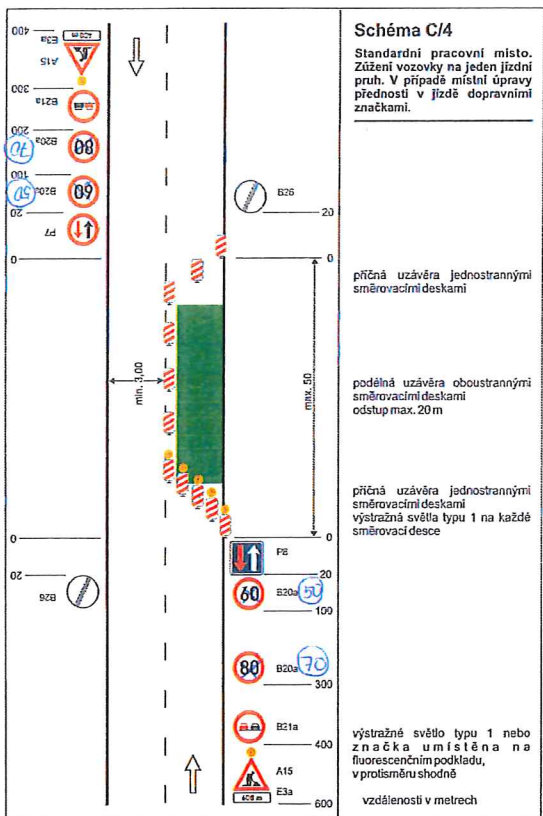 Schéma C/4
Standardní pracovní místo.
Zúžení vozovky na jeden jízdní
pruh. V případě místní úpravy
přednosti v jízdě dopravními
značkami.
400
E3a
400 m
A15
300
B21a
200
B20a
80
70
100
B20a
60
50
20
P7
0
B26
20
0
příčná uzávěra jednostrannými
směrovacími deskami
min. 3,00
max. 50
podélná uzávěra oboustrannými
směrovacími deskami
odstup max. 20 m
příčná uzávěra jednostrannými
směrovacími deskami
výstražná světla typu 1 na každé
směrovací desce
0
20
B26
0
P8
20
60
B20a
50
100
80
B20a
70
300
B21a
400
A15
E3a
600 m
600
výstražné světlo typu 1 nebo
značka umístěna na
fluorescenčním podkladu,
v protisměru shodně
vzdálenosti v metrech